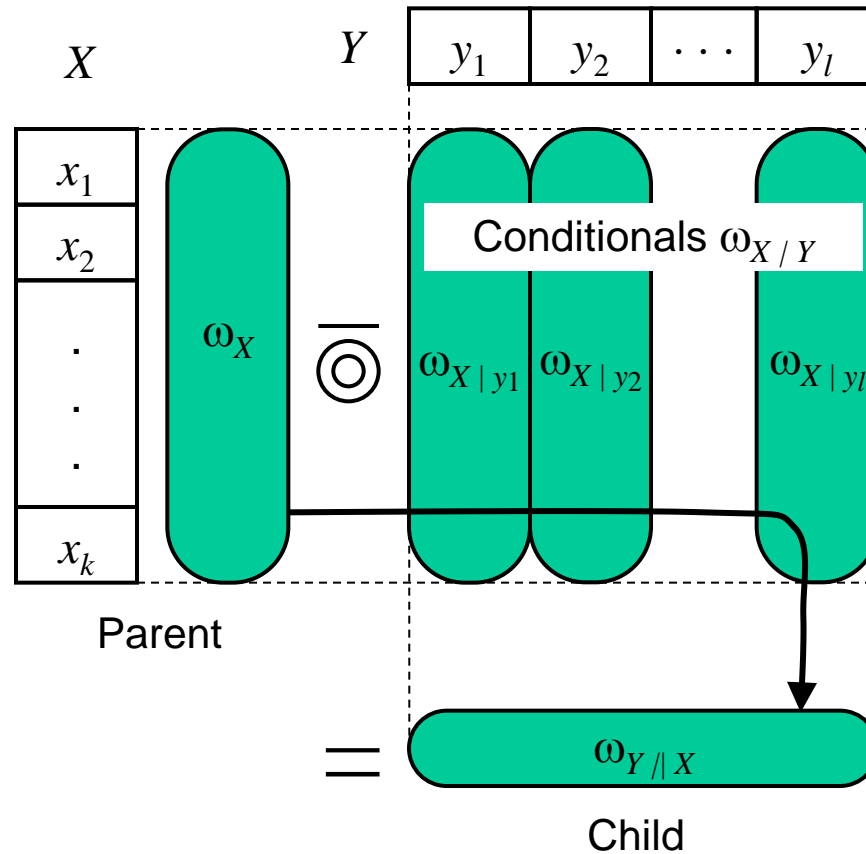 X Y y1 y2 · · · yl
x1
x2
.
.
.
xk
Conditionals ωX / Y
ωX ⊚ ωX | y1 ωX | y2 ωX | yl
Parent
= ωY /| X
Child